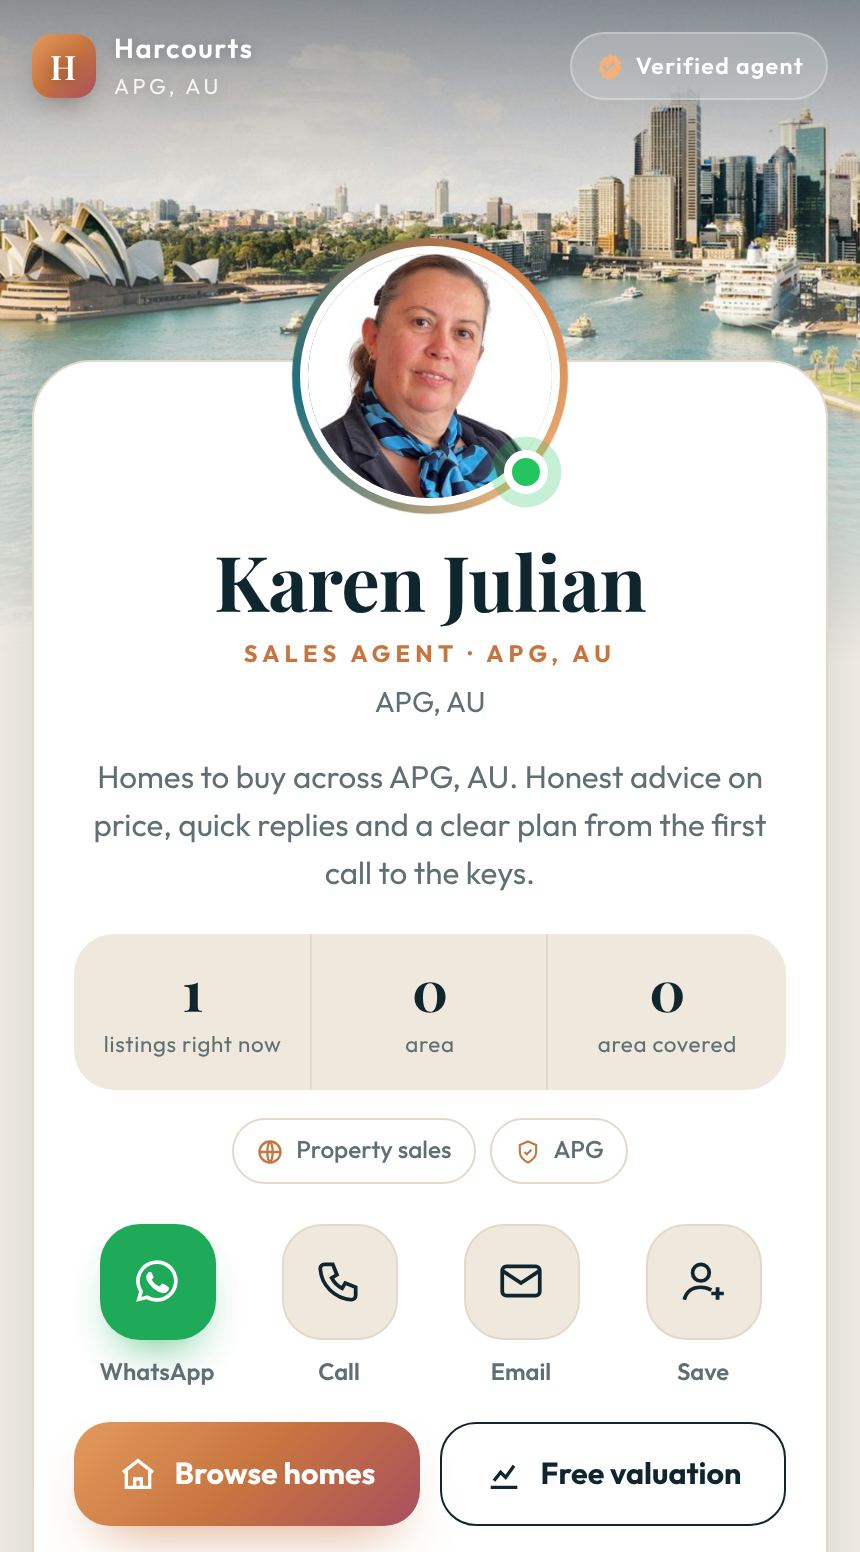 H
Harcourts
APG, AU
Verified agent
Karen Julian
SALES AGENT · APG, AU
APG, AU
Homes to buy across APG, AU. Honest advice on
price, quick replies and a clear plan from the first
call to the keys.
1
listings right now
0
area
0
area covered
Property sales
APG
WhatsApp
Call
Email
Save
Browse homes
Free valuation